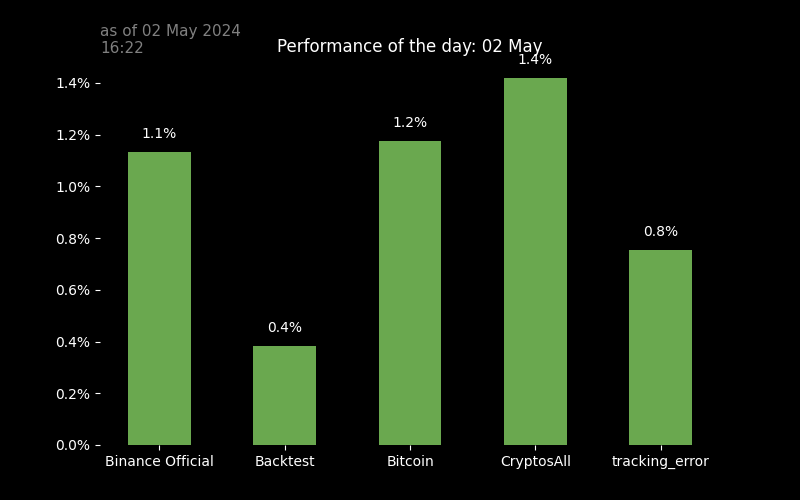 as of 02 May 2024
16:22
Performance of the day: 02 May
1.4%
1.4%
1.2%
1.2%
1.1%
1.0%
0.8%
0.8%
0.6%
0.4%
0.4%
0.2%
0.0%
Binance Official
Backtest
Bitcoin
CryptosAll
tracking_error